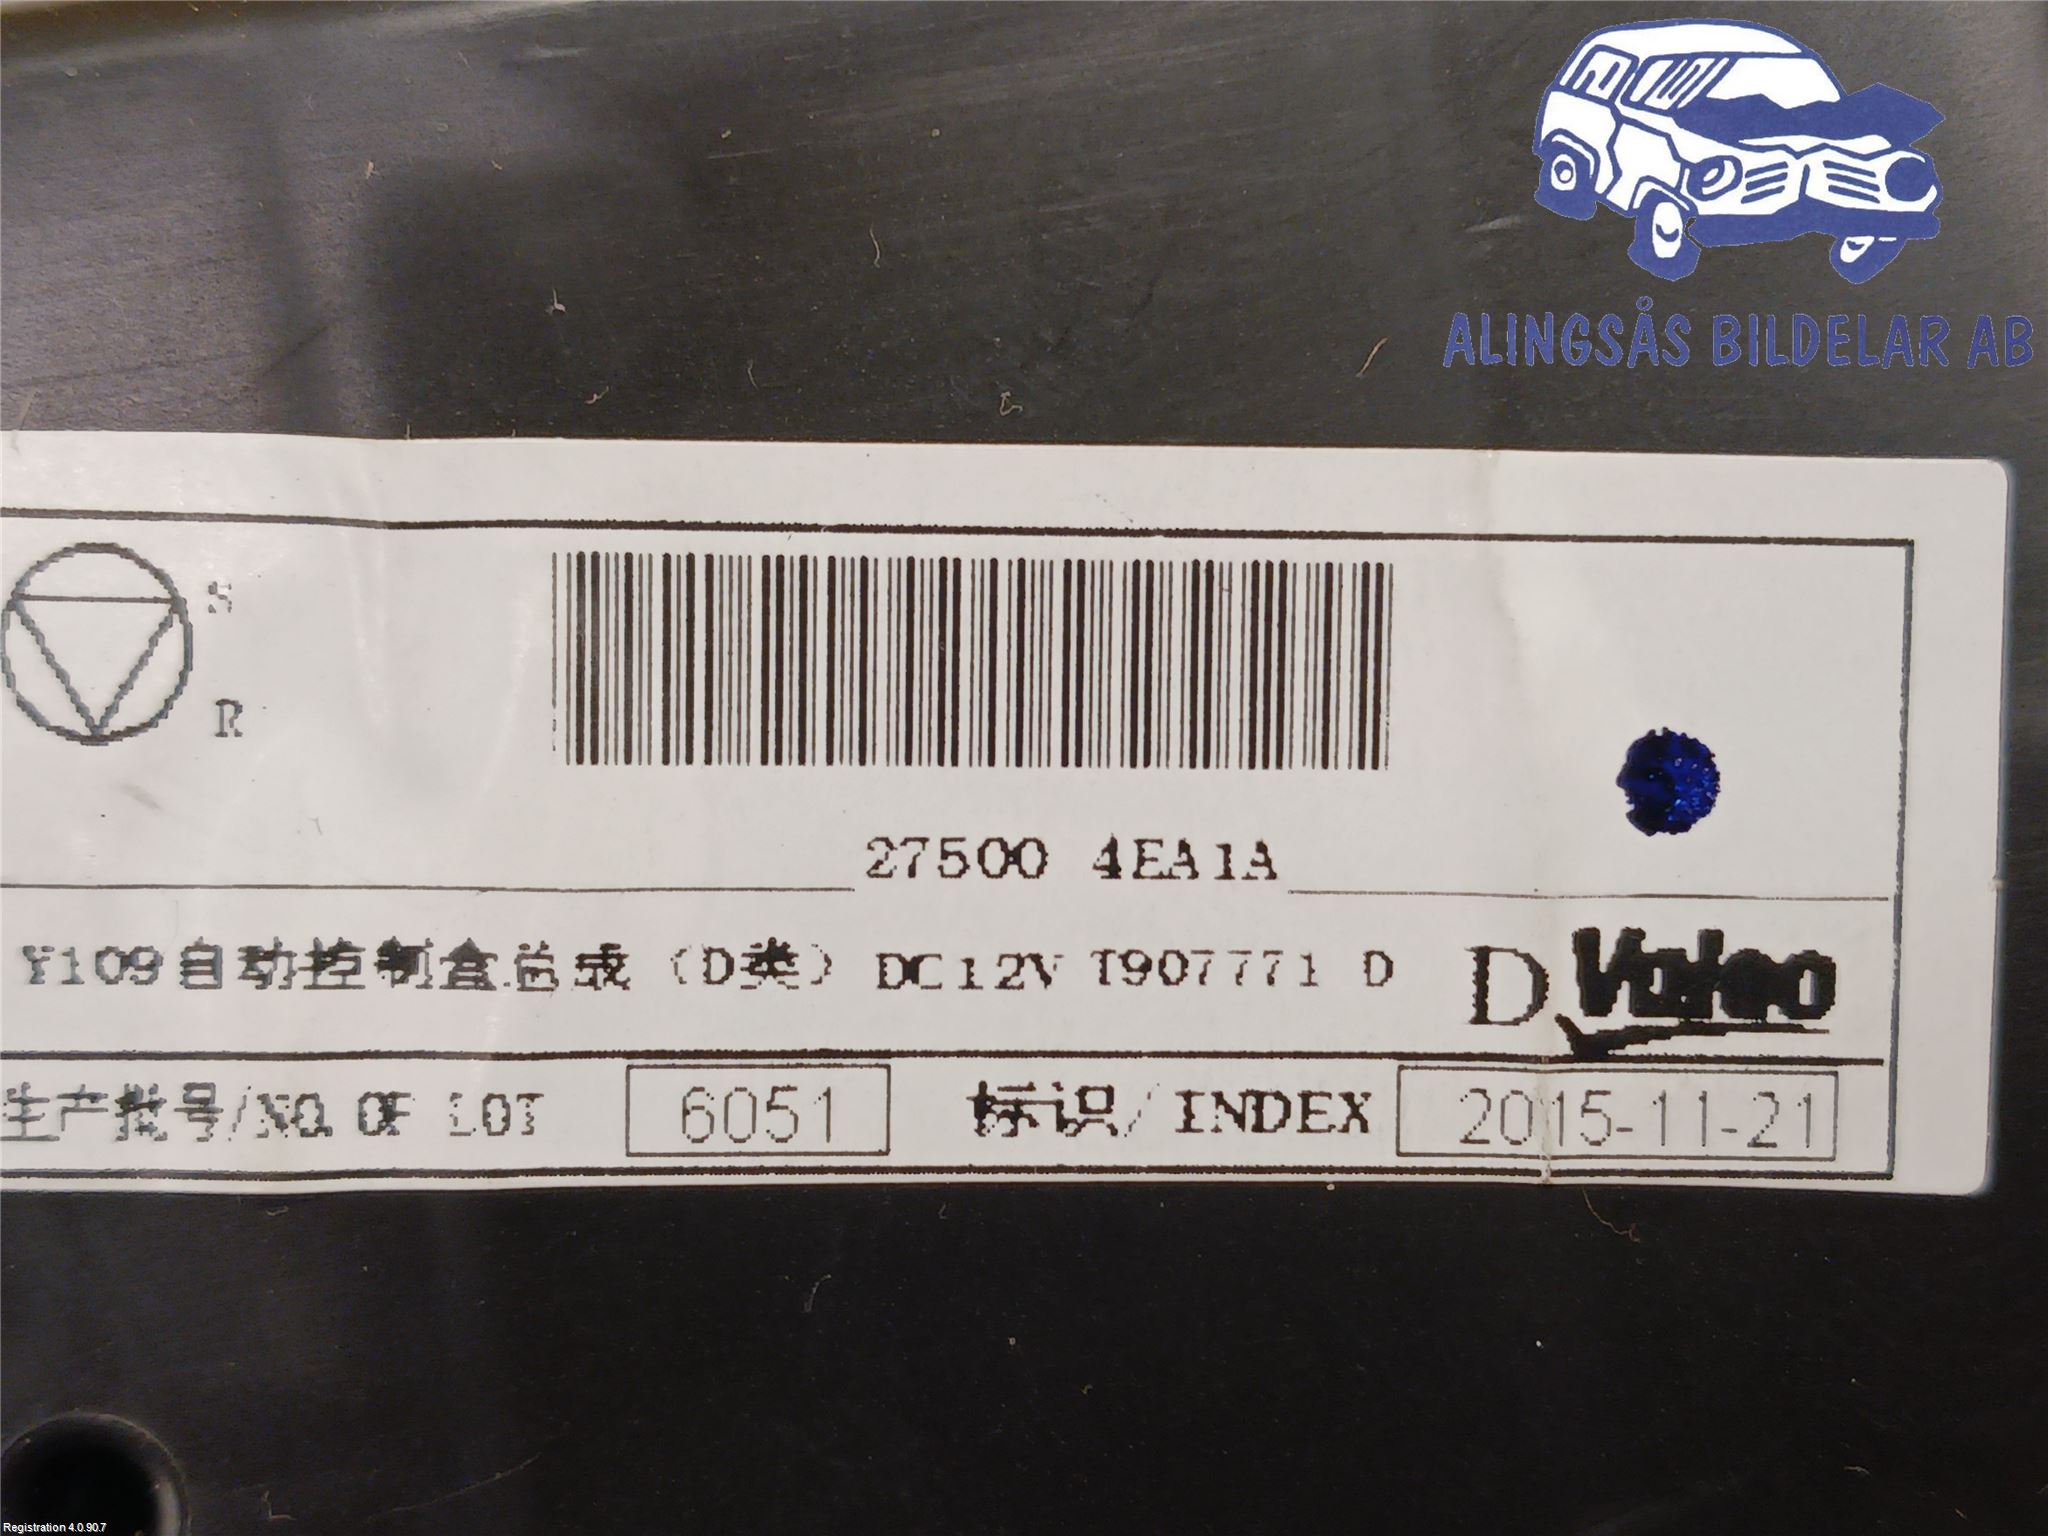 ALINGSÅS BILDELAR AB
S
R
27500 4EA1A
Y109自动控制盒总成(D类) DC12V T907771 D D Valeo
生产批号/NO. OF LOT 6051 标识/INDEX 2015-11-21
Registration 4.0.90.7